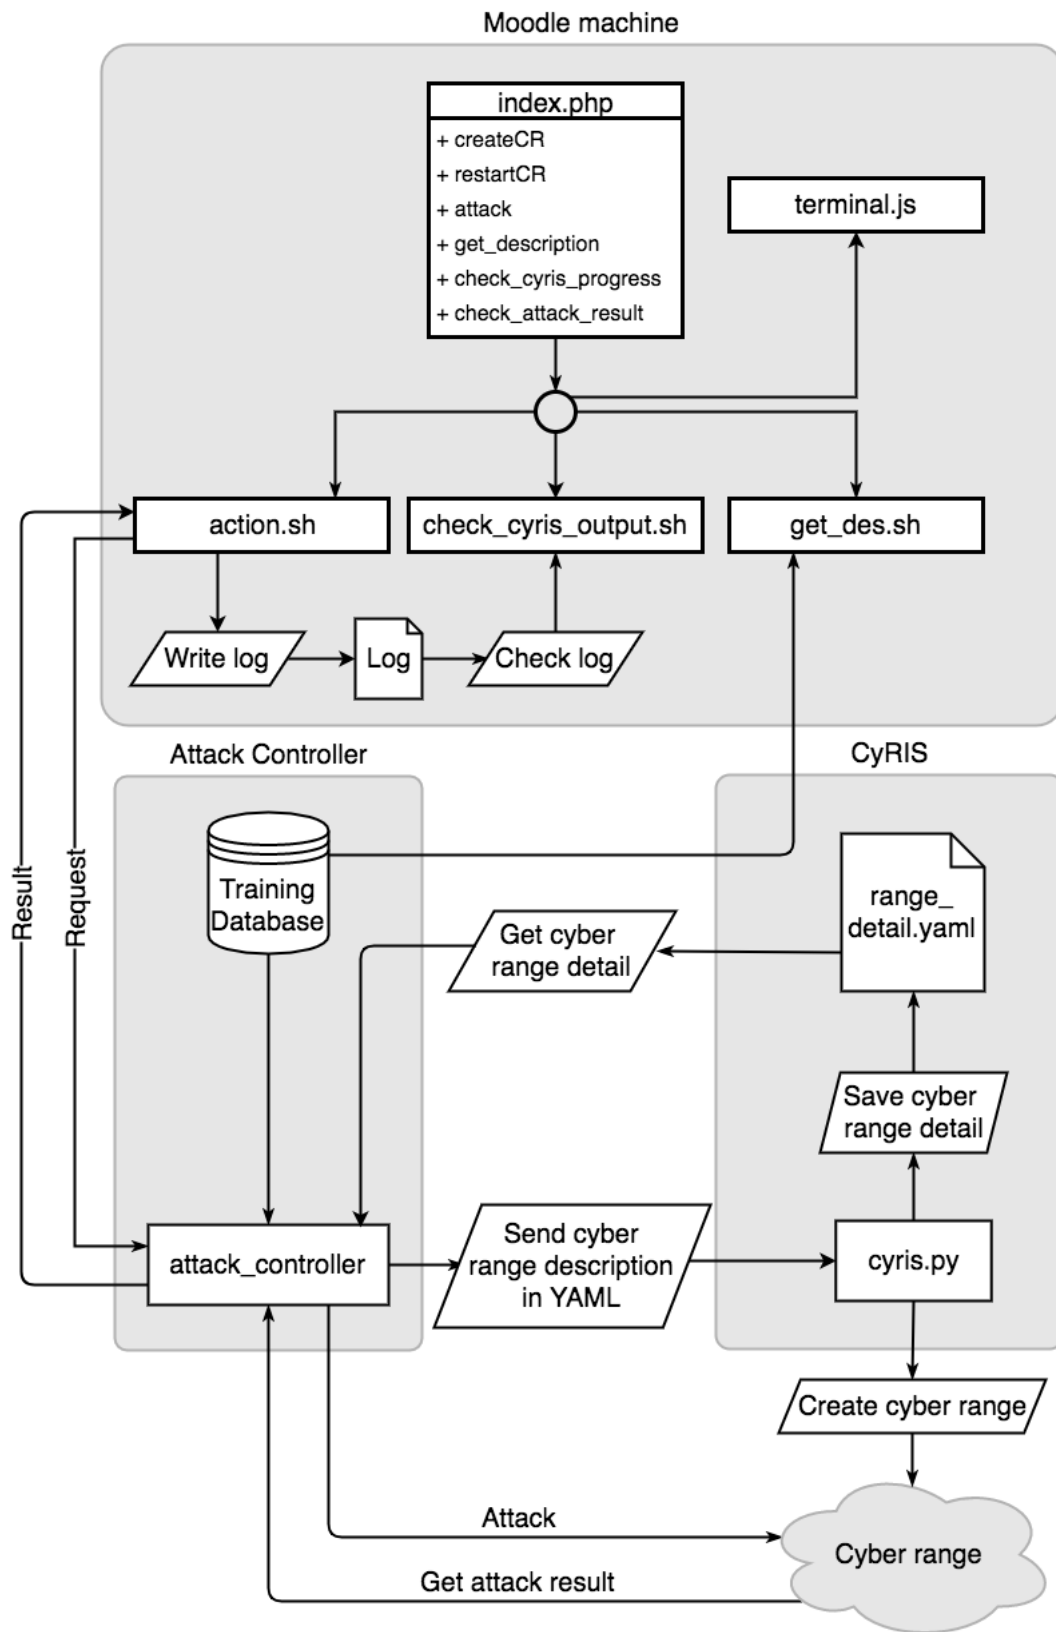 Moodle machine
index.php
+ createCR
+ restartCR
+ attack
+ get_description
+ check_cyris_progress
+ check_attack_result
terminal.js
action.sh
check_cyris_output.sh
get_des.sh
Write log
Log
Check log
Attack Controller
CyRIS
Result
Request
Training
Database
range_
detail.yaml
Get cyber
range detail
Save cyber
range detail
attack_controller
Send cyber
range description
in YAML
cyris.py
Create cyber range
Attack
Cyber range
Get attack result